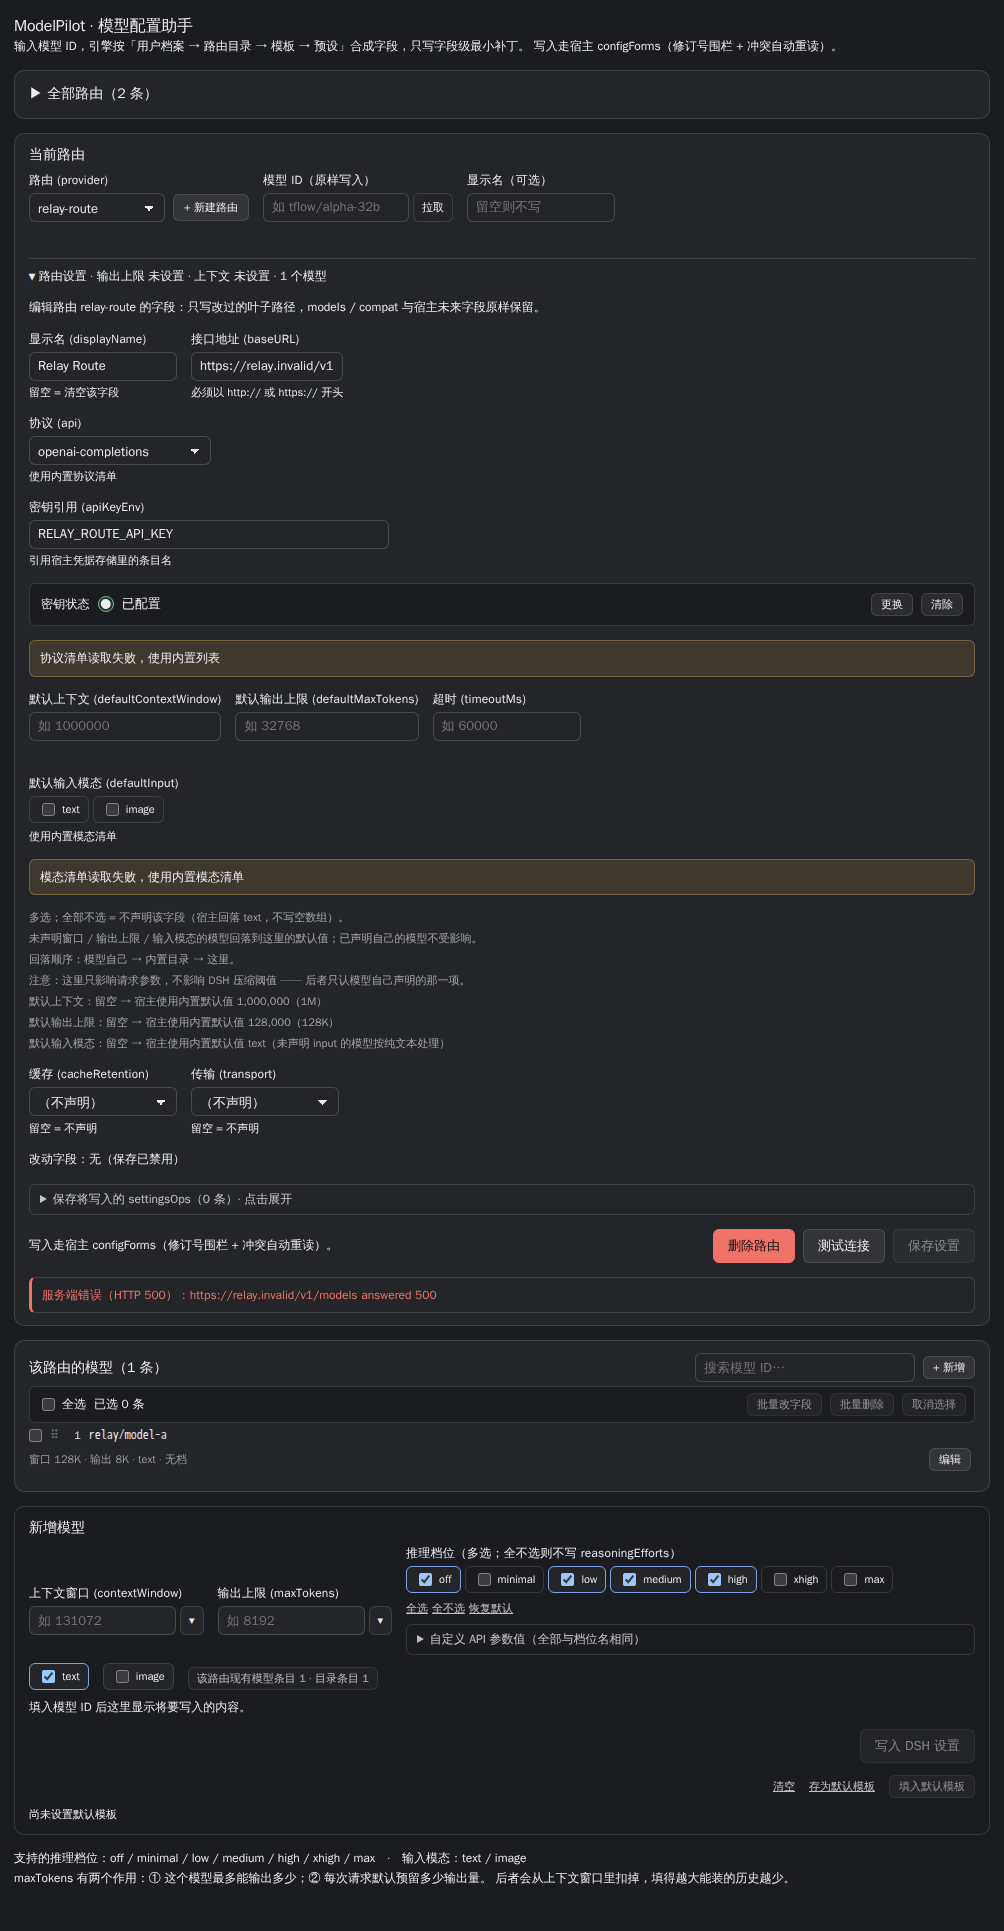 ModelPilot · 模型配置助手
输入模型 ID，引擎按「用户档案 → 路由目录 → 模板 → 预设」合成字段，只写字段级最小补丁。 写入走宿主 configForms（修订号围栏 + 冲突自动重读）。
▶ 全部路由（2 条）
当前路由
路由 (provider) 模型 ID（原样写入） 显示名（可选）
relay-route + 新建路由 如 tflow/alpha-32b 拉取 留空则不写
▼ 路由设置 · 输出上限 未设置 · 上下文 未设置 · 1 个模型
编辑路由 relay-route 的字段：只写改过的叶子路径，models / compat 与宿主未来字段原样保留。
显示名 (displayName) 接口地址 (baseURL)
Relay Route https://relay.invalid/v1
留空 = 清空该字段 必须以 http:// 或 https:// 开头
协议 (api)
openai-completions
使用内置协议清单
密钥引用 (apiKeyEnv)
RELAY_ROUTE_API_KEY
引用宿主凭据存储里的条目名
密钥状态 已配置 更换 清除
协议清单读取失败，使用内置列表
默认上下文 (defaultContextWindow) 默认输出上限 (defaultMaxTokens) 超时 (timeoutMs)
如 1000000 如 32768 如 60000
默认输入模态 (defaultInput)
text image
使用内置模态清单
模态清单读取失败，使用内置模态清单
多选；全部不选 = 不声明该字段（宿主回落 text，不写空数组）。
未声明窗口 / 输出上限 / 输入模态的模型回落到这里的默认值；已声明自己的模型不受影响。
回落顺序：模型自己 → 内置目录 → 这里。
注意：这里只影响请求参数，不影响 DSH 压缩阈值 —— 后者只认模型自己声明的那一项。
默认上下文：留空 → 宿主使用内置默认值 1,000,000（1M）
默认输出上限：留空 → 宿主使用内置默认值 128,000（128K）
默认输入模态：留空 → 宿主使用内置默认值 text（未声明 input 的模型按纯文本处理）
缓存 (cacheRetention) 传输 (transport)
（不声明） （不声明）
留空 = 不声明 留空 = 不声明
改动字段：无（保存已禁用）
▶ 保存将写入的 settingsOps（0 条）· 点击展开
写入走宿主 configForms（修订号围栏 + 冲突自动重读）。 删除路由 测试连接 保存设置
服务端错误（HTTP 500）：https://relay.invalid/v1/models answered 500
该路由的模型（1 条） 搜索模型 ID… + 新增
全选 已选 0 条 批量改字段 批量删除 取消选择
⠿ 1 relay/model-a
窗口 128K · 输出 8K · text · 无档 编辑
新增模型
推理档位（多选；全不选则不写 reasoningEfforts）
off minimal low medium high xhigh max
上下文窗口 (contextWindow) 输出上限 (maxTokens)
全选 全不选 恢复默认
如 131072 ▼ 如 8192 ▼
▶ 自定义 API 参数值（全部与档位名相同）
text image 该路由现有模型条目 1 · 目录条目 1
填入模型 ID 后这里显示将要写入的内容。
写入 DSH 设置
清空 存为默认模板 填入默认模板
尚未设置默认模板
支持的推理档位：off / minimal / low / medium / high / xhigh / max · 输入模态：text / image
maxTokens 有两个作用：① 这个模型最多能输出多少；② 每次请求默认预留多少输出量。 后者会从上下文窗口里扣掉，填得越大能装的历史越少。